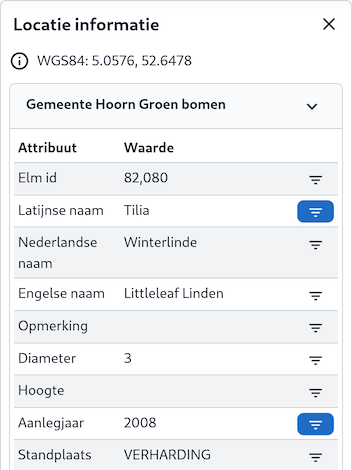 Locatie informatie
WGS84: 5.0576, 52.6478
Gemeente Hoorn Groen bomen
Attribuut Waarde
Elm id 82,080
Latijnse naam Tilia
Nederlandse Winterlinde
naam
Engelse naam Littleleaf Linden
Opmerking
Diameter 3
Hoogte
Aanlegjaar 2008
Standplaats VERHARDING